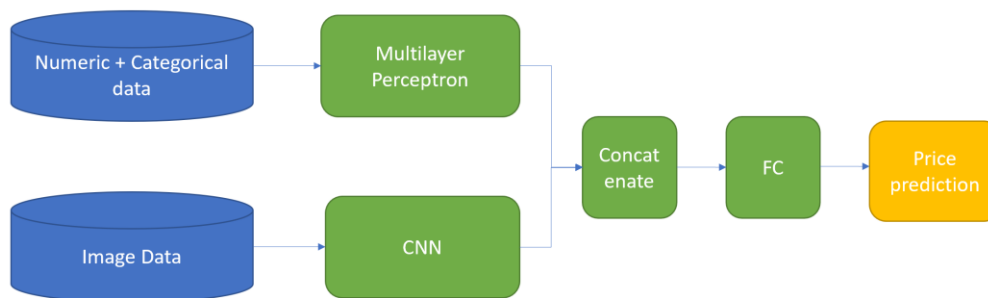 Numeric + Categorical
data
Multilayer
Perceptron
Concat
enate
FC
Price
prediction
Image Data
CNN